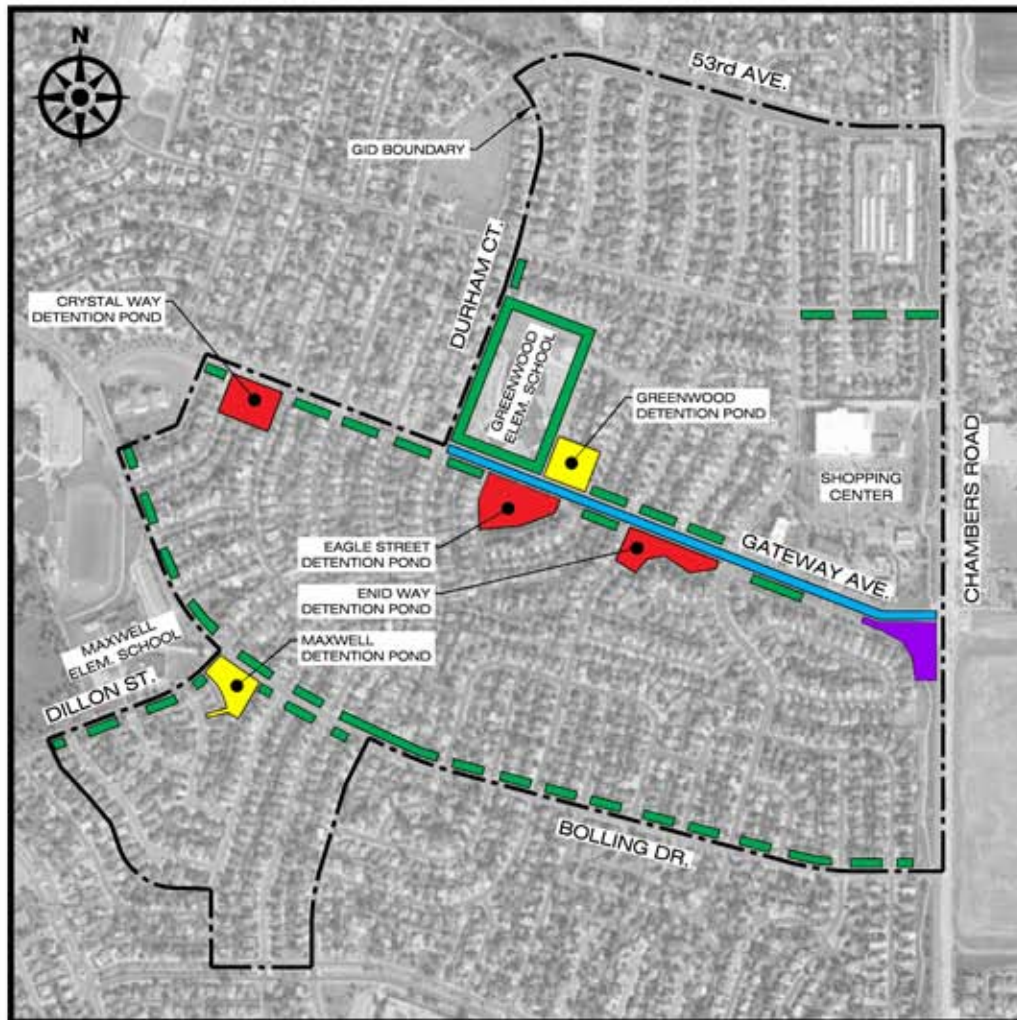 N
53rd AVE.
GID BOUNDARY
DURHAM CT.
CRYSTAL WAY
DETENTION POND
GREENWOOD
ELEM. SCHOOL
GREENWOOD
DETENTION POND
SHOPPING
CENTER
CHAMBERS ROAD
EAGLE STREET
DETENTION POND
GATEWAY AVE.
ENID WAY
DETENTION POND
MAXWELL
ELEM. SCHOOL
MAXWELL
DETENTION POND
DILLON ST.
BOLLING DR.